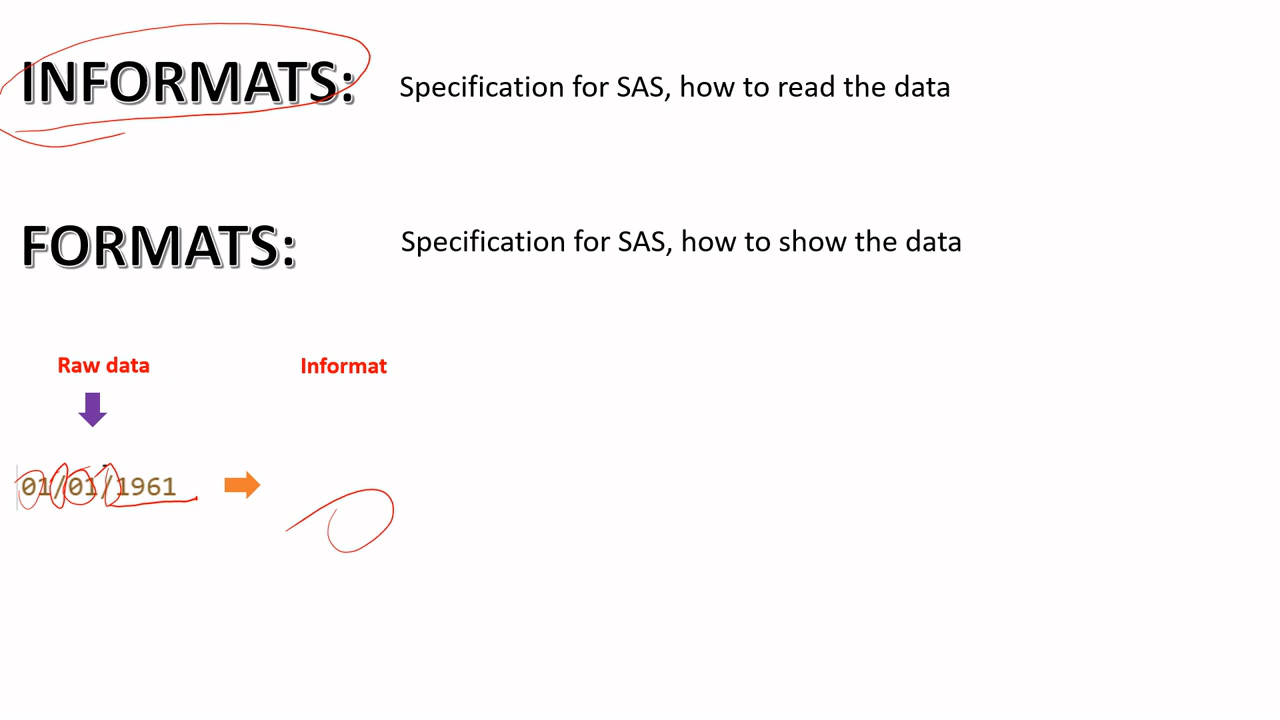 INFORMATS: Specification for SAS, how to read the data
FORMATS: Specification for SAS, how to show the data
Raw data Informat
01/01/1961